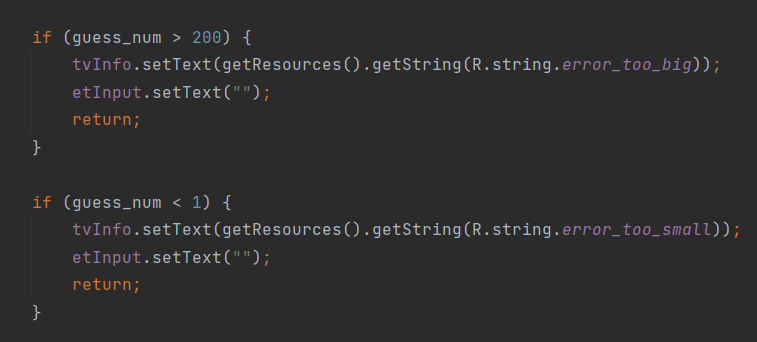 if (guess_num > 200) {
    tvInfo.setText(getResources().getString(R.string.error_too_big));
    etInput.setText("");
    return;
}

if (guess_num < 1) {
    tvInfo.setText(getResources().getString(R.string.error_too_small));
    etInput.setText("");
    return;
}